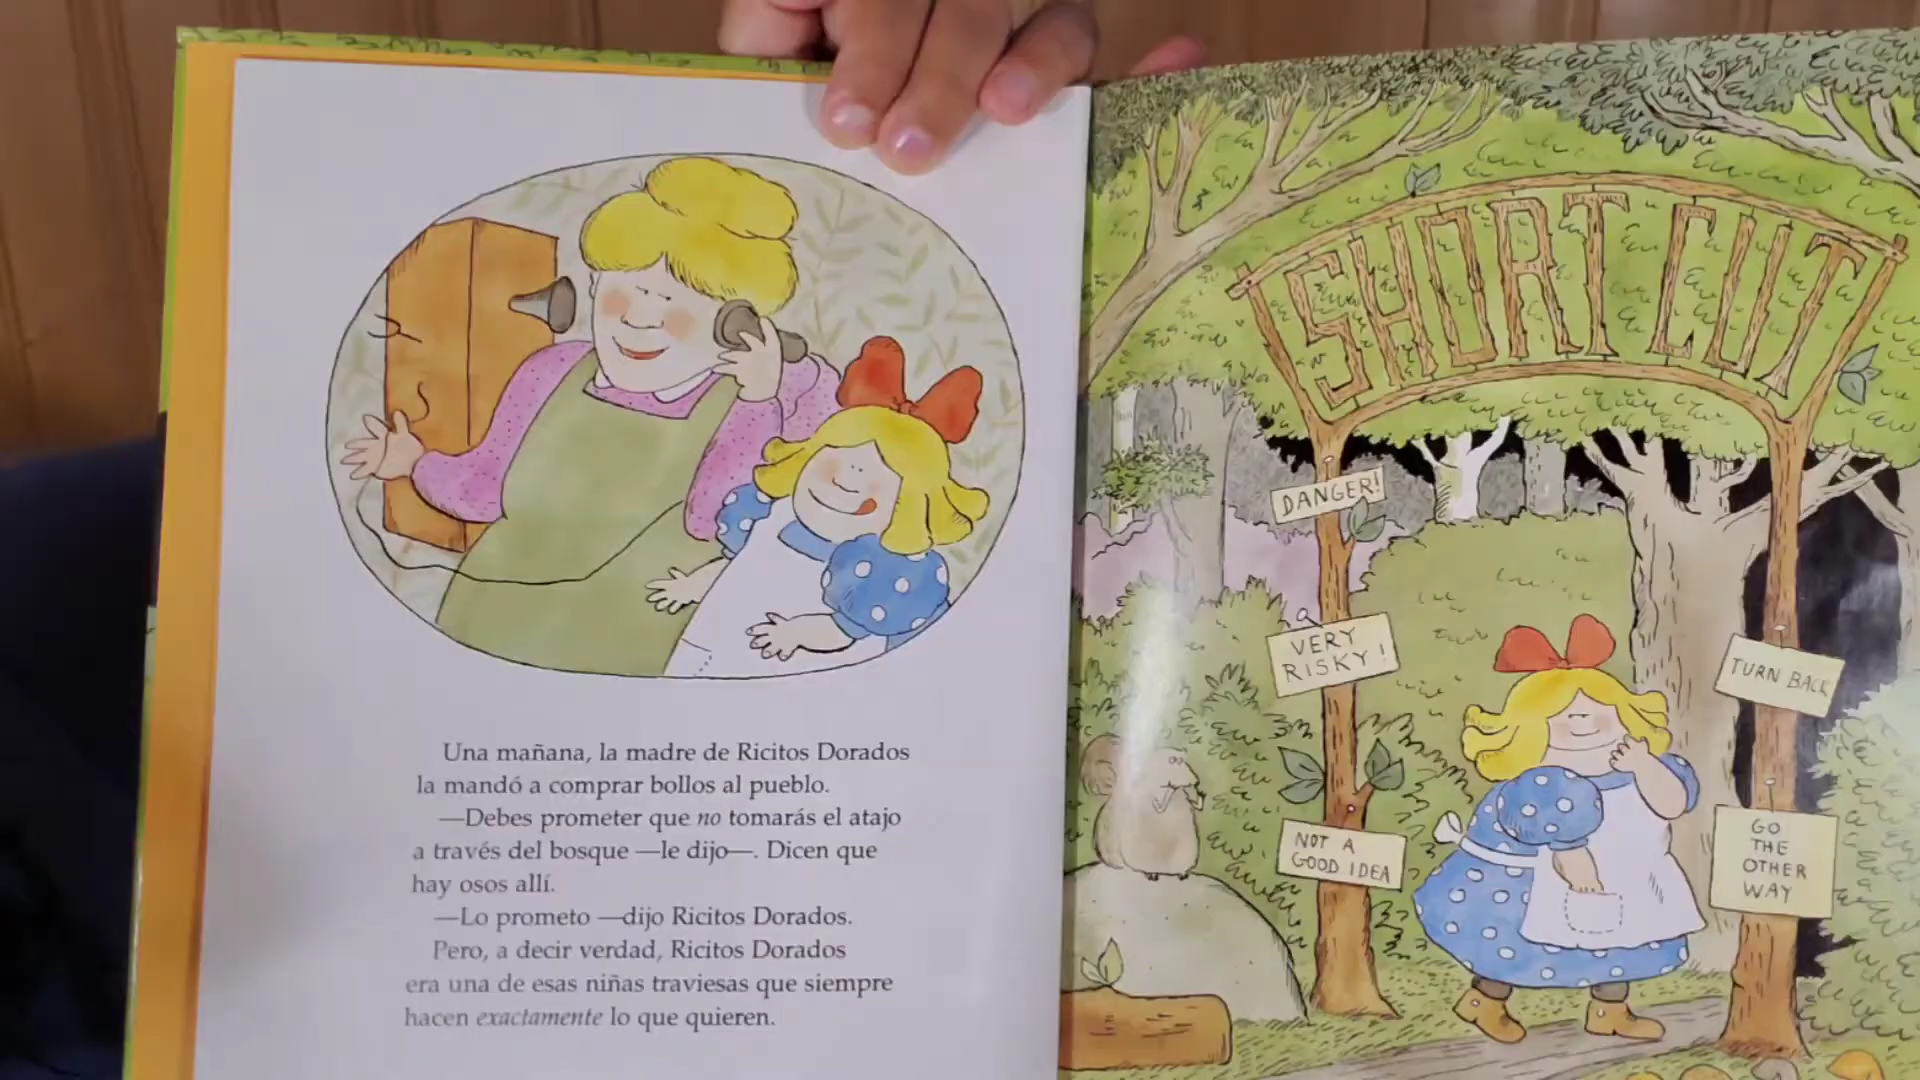 Una mañana, la madre de Ricitos Dorados
la mandó a comprar bollos al pueblo.
—Debes prometer que no tomarás el atajo
a través del bosque —le dijo—. Dicen que
hay osos allí.
—Lo prometo —dijo Ricitos Dorados.
Pero, a decir verdad, Ricitos Dorados
era una de esas niñas traviesas que siempre
hacen exactamente lo que quieren.
SHORT CUT
DANGER!
VERY
RISKY!
NOT A
GOOD IDEA
TURN BACK
GO
THE
OTHER
WAY